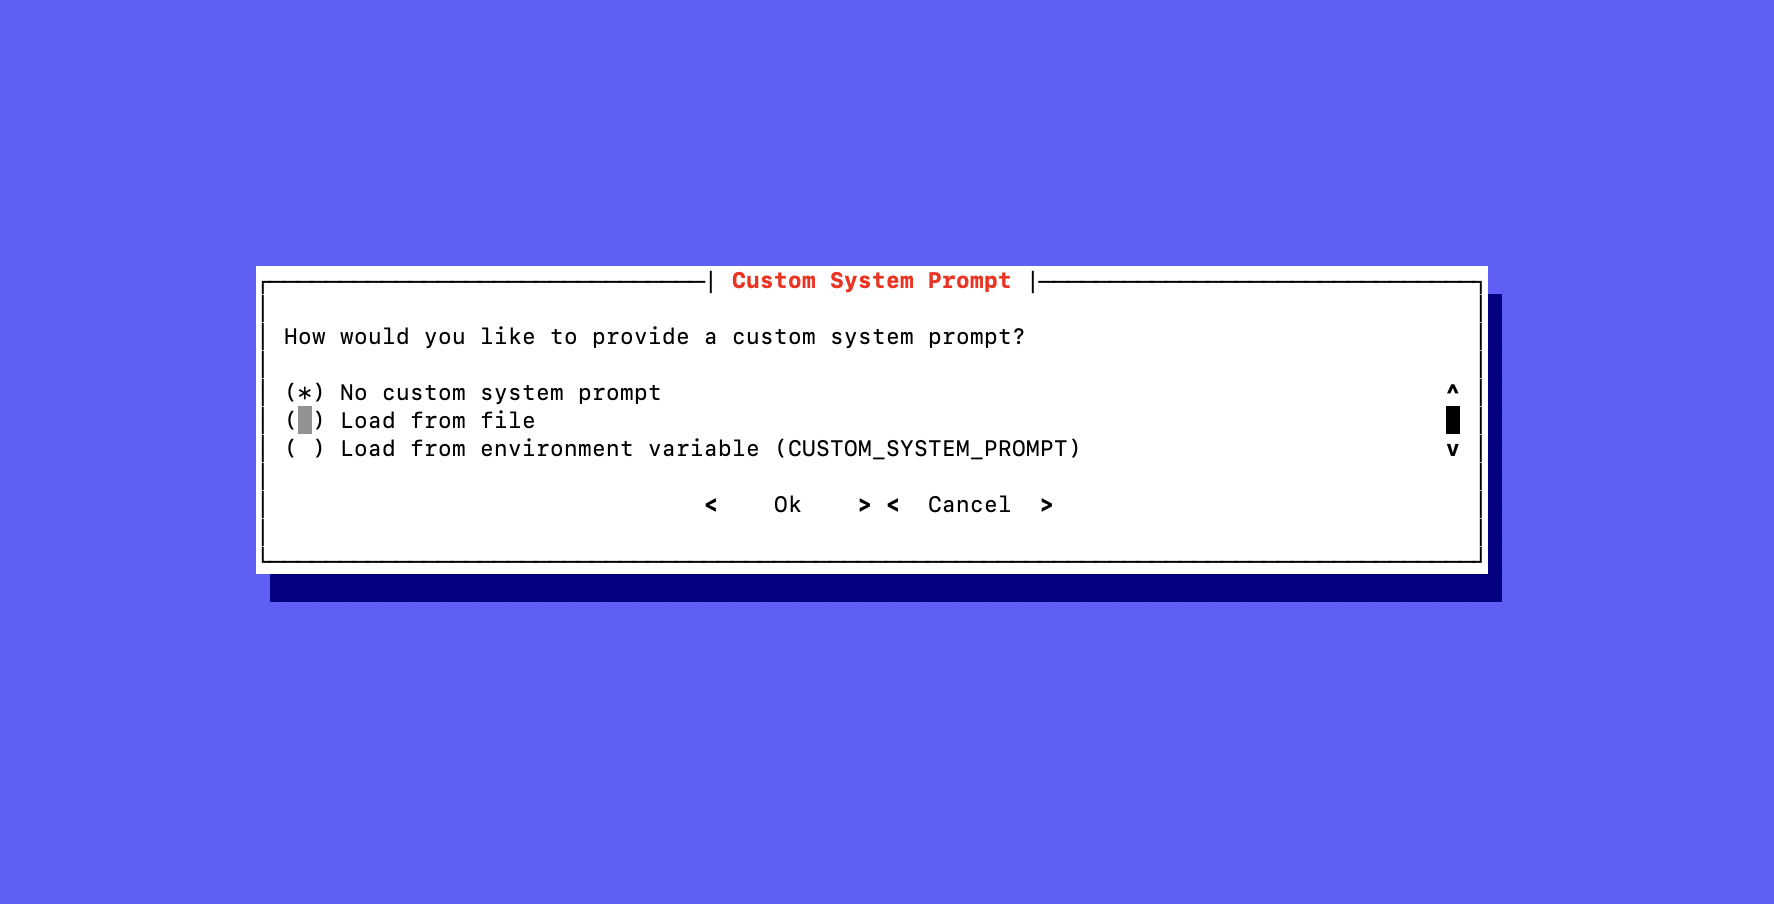 Custom System Prompt
How would you like to provide a custom system prompt?
(*) No custom system prompt ^
( ) Load from file
( ) Load from environment variable (CUSTOM_SYSTEM_PROMPT) v
< Ok > < Cancel >